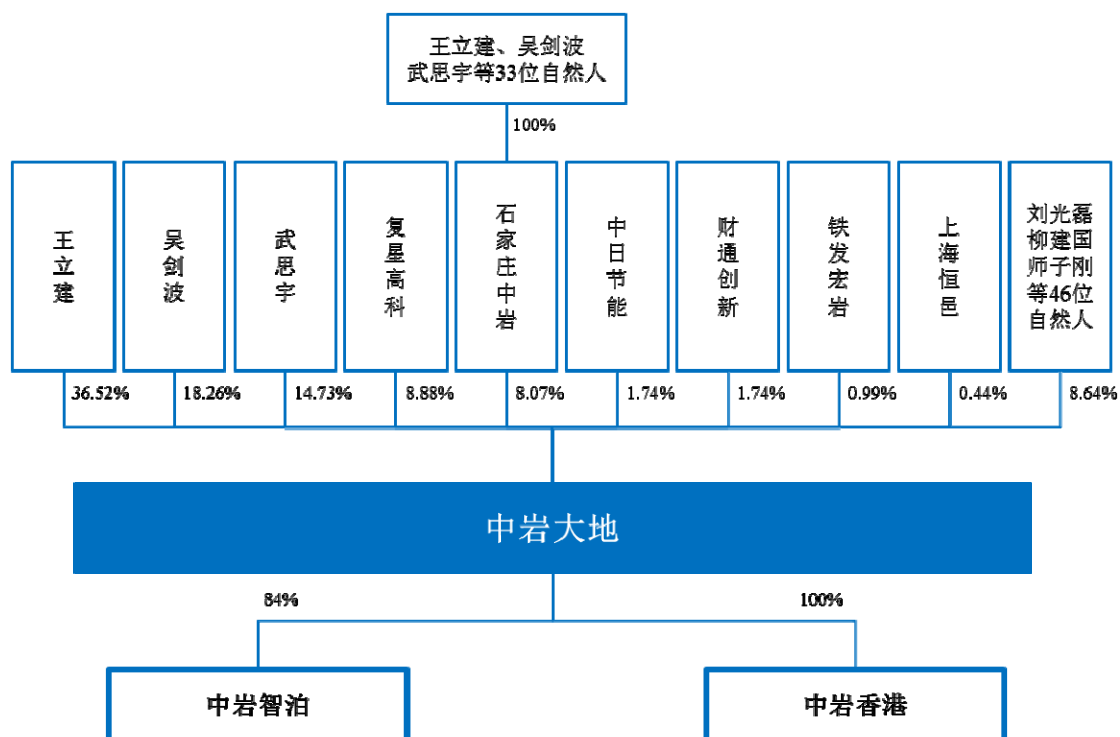 王立建、吴剑波
武思宇等33位自然人
100%
王立建
吴剑波
武思宇
复星高科
石家庄中岩
中日节能
财通创新
铁发宏岩
上海恒邑
刘光磊
柳建国
师子刚
等46位
自然人
36.52%
18.26%
14.73%
8.88%
8.07%
1.74%
1.74%
0.99%
0.44%
8.64%
中岩大地
84%
100%
中岩智泊
中岩香港